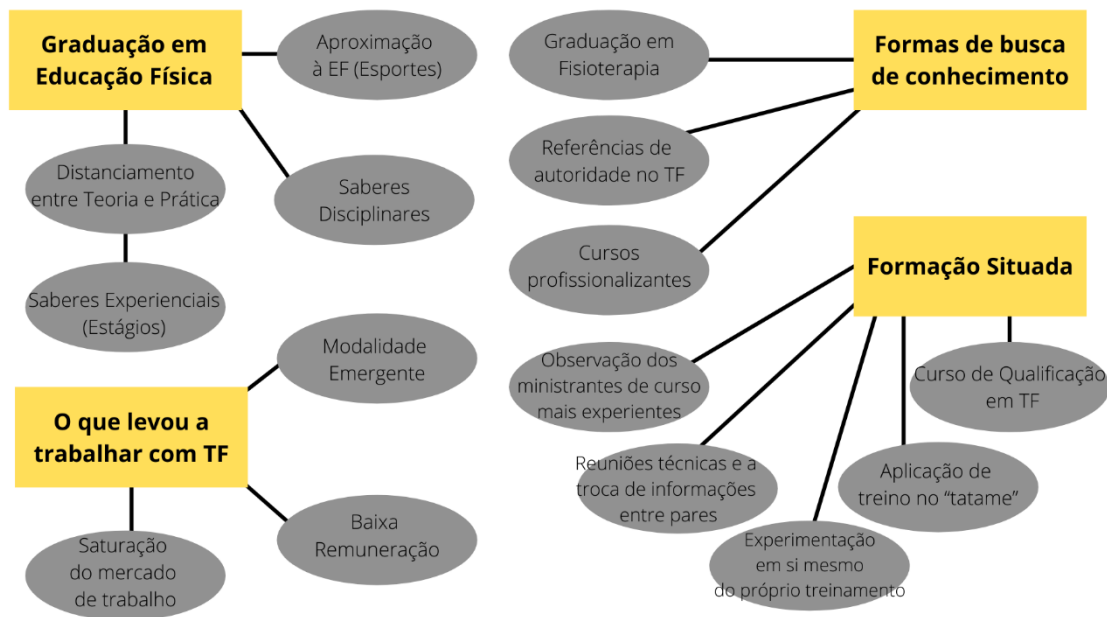 Graduação em
Educação Física
Aproximação
à EF (Esportes)
Distanciamento
entre Teoria e Prática
Saberes
Disciplinares
Saberes Experienciais
(Estágios)
O que levou a
trabalhar com TF
Modalidade
Emergente
Baixa
Remuneração
Saturação
do mercado
de trabalho
Formas de busca
de conhecimento
Graduação em
Fisioterapia
Referências de
autoridade no TF
Cursos
profissionalizantes
Formação Situada
Observação dos
ministrantes de curso
mais experientes
Reuniões técnicas e a
troca de informações
entre pares
Experimentação
em si mesmo
do próprio treinamento
Aplicação de
treino no “tatame”
Curso de Qualificação
em TF